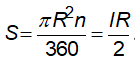 S = πR²n / 360 = lR / 2.